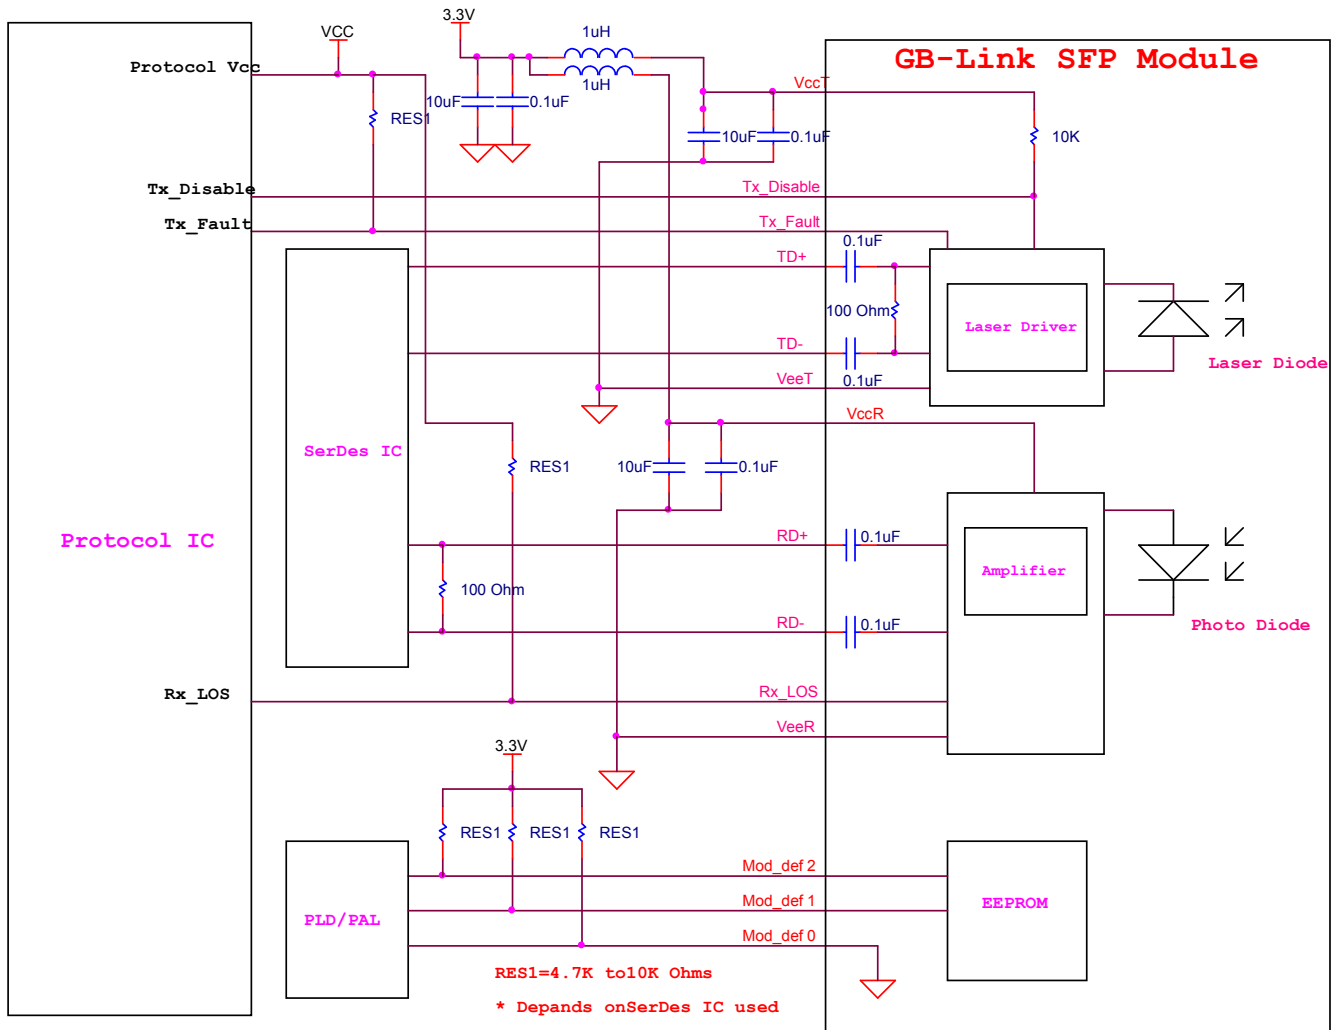 3.3V
VCC
1uH
GB-Link SFP Module
Protocol Vcc
1uH
VccT
10uF
0.1uF
RES1
10uF
0.1uF
10K
Tx_Disable
Tx_Disable
Tx_Fault
Tx_Fault
0.1uF
TD+
100 Ohm
Laser Driver
TD-
Laser Diode
VeeT
0.1uF
VccR
SerDes IC
RES1
10uF
0.1uF
Protocol IC
RD+
0.1uF
Amplifier
100 Ohm
RD-
0.1uF
Photo Diode
Rx_LOS
Rx_LOS
VeeR
3.3V
RES1
RES1
RES1
Mod_def 2
Mod_def 1
EEPROM
PLD/PAL
Mod_def 0
RES1=4.7K to10K Ohms
* Depands onSerDes IC used